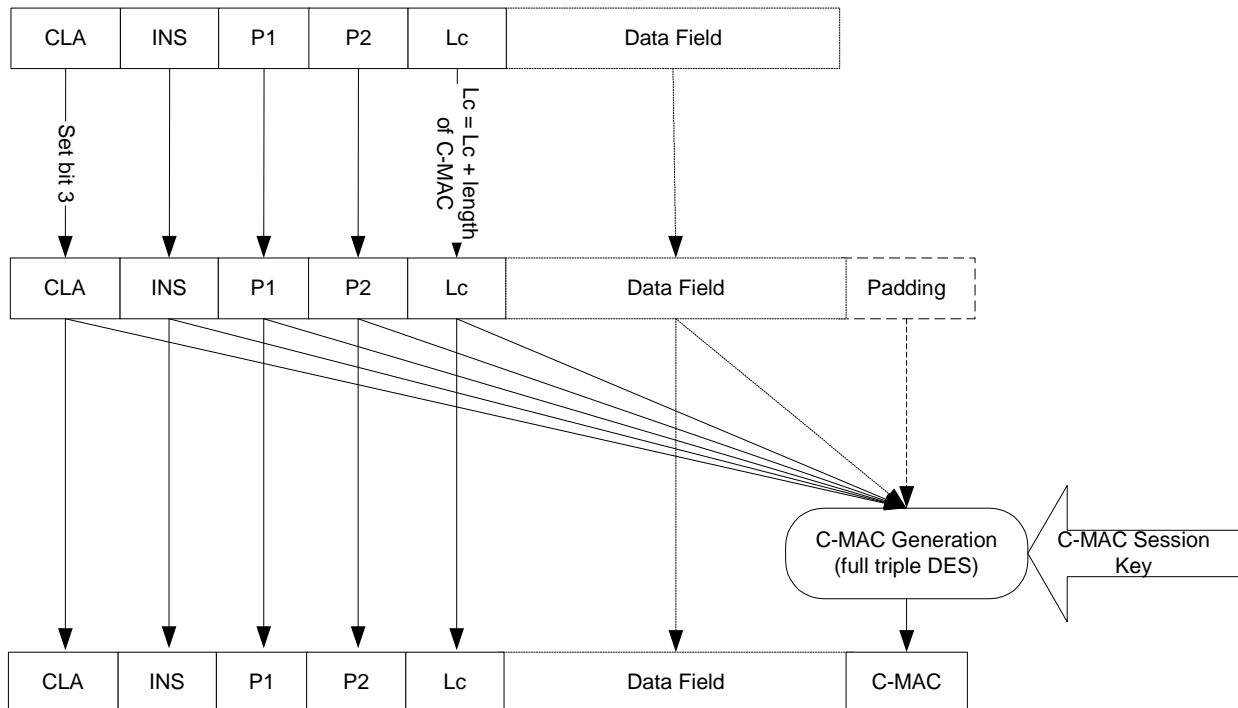 CLA INS P1 P2 Lc Data Field
Set bit 3
Lc = Lc + length
of C-MAC
CLA INS P1 P2 Lc Data Field Padding
C-MAC Generation
(full triple DES)
C-MAC Session
Key
CLA INS P1 P2 Lc Data Field C-MAC